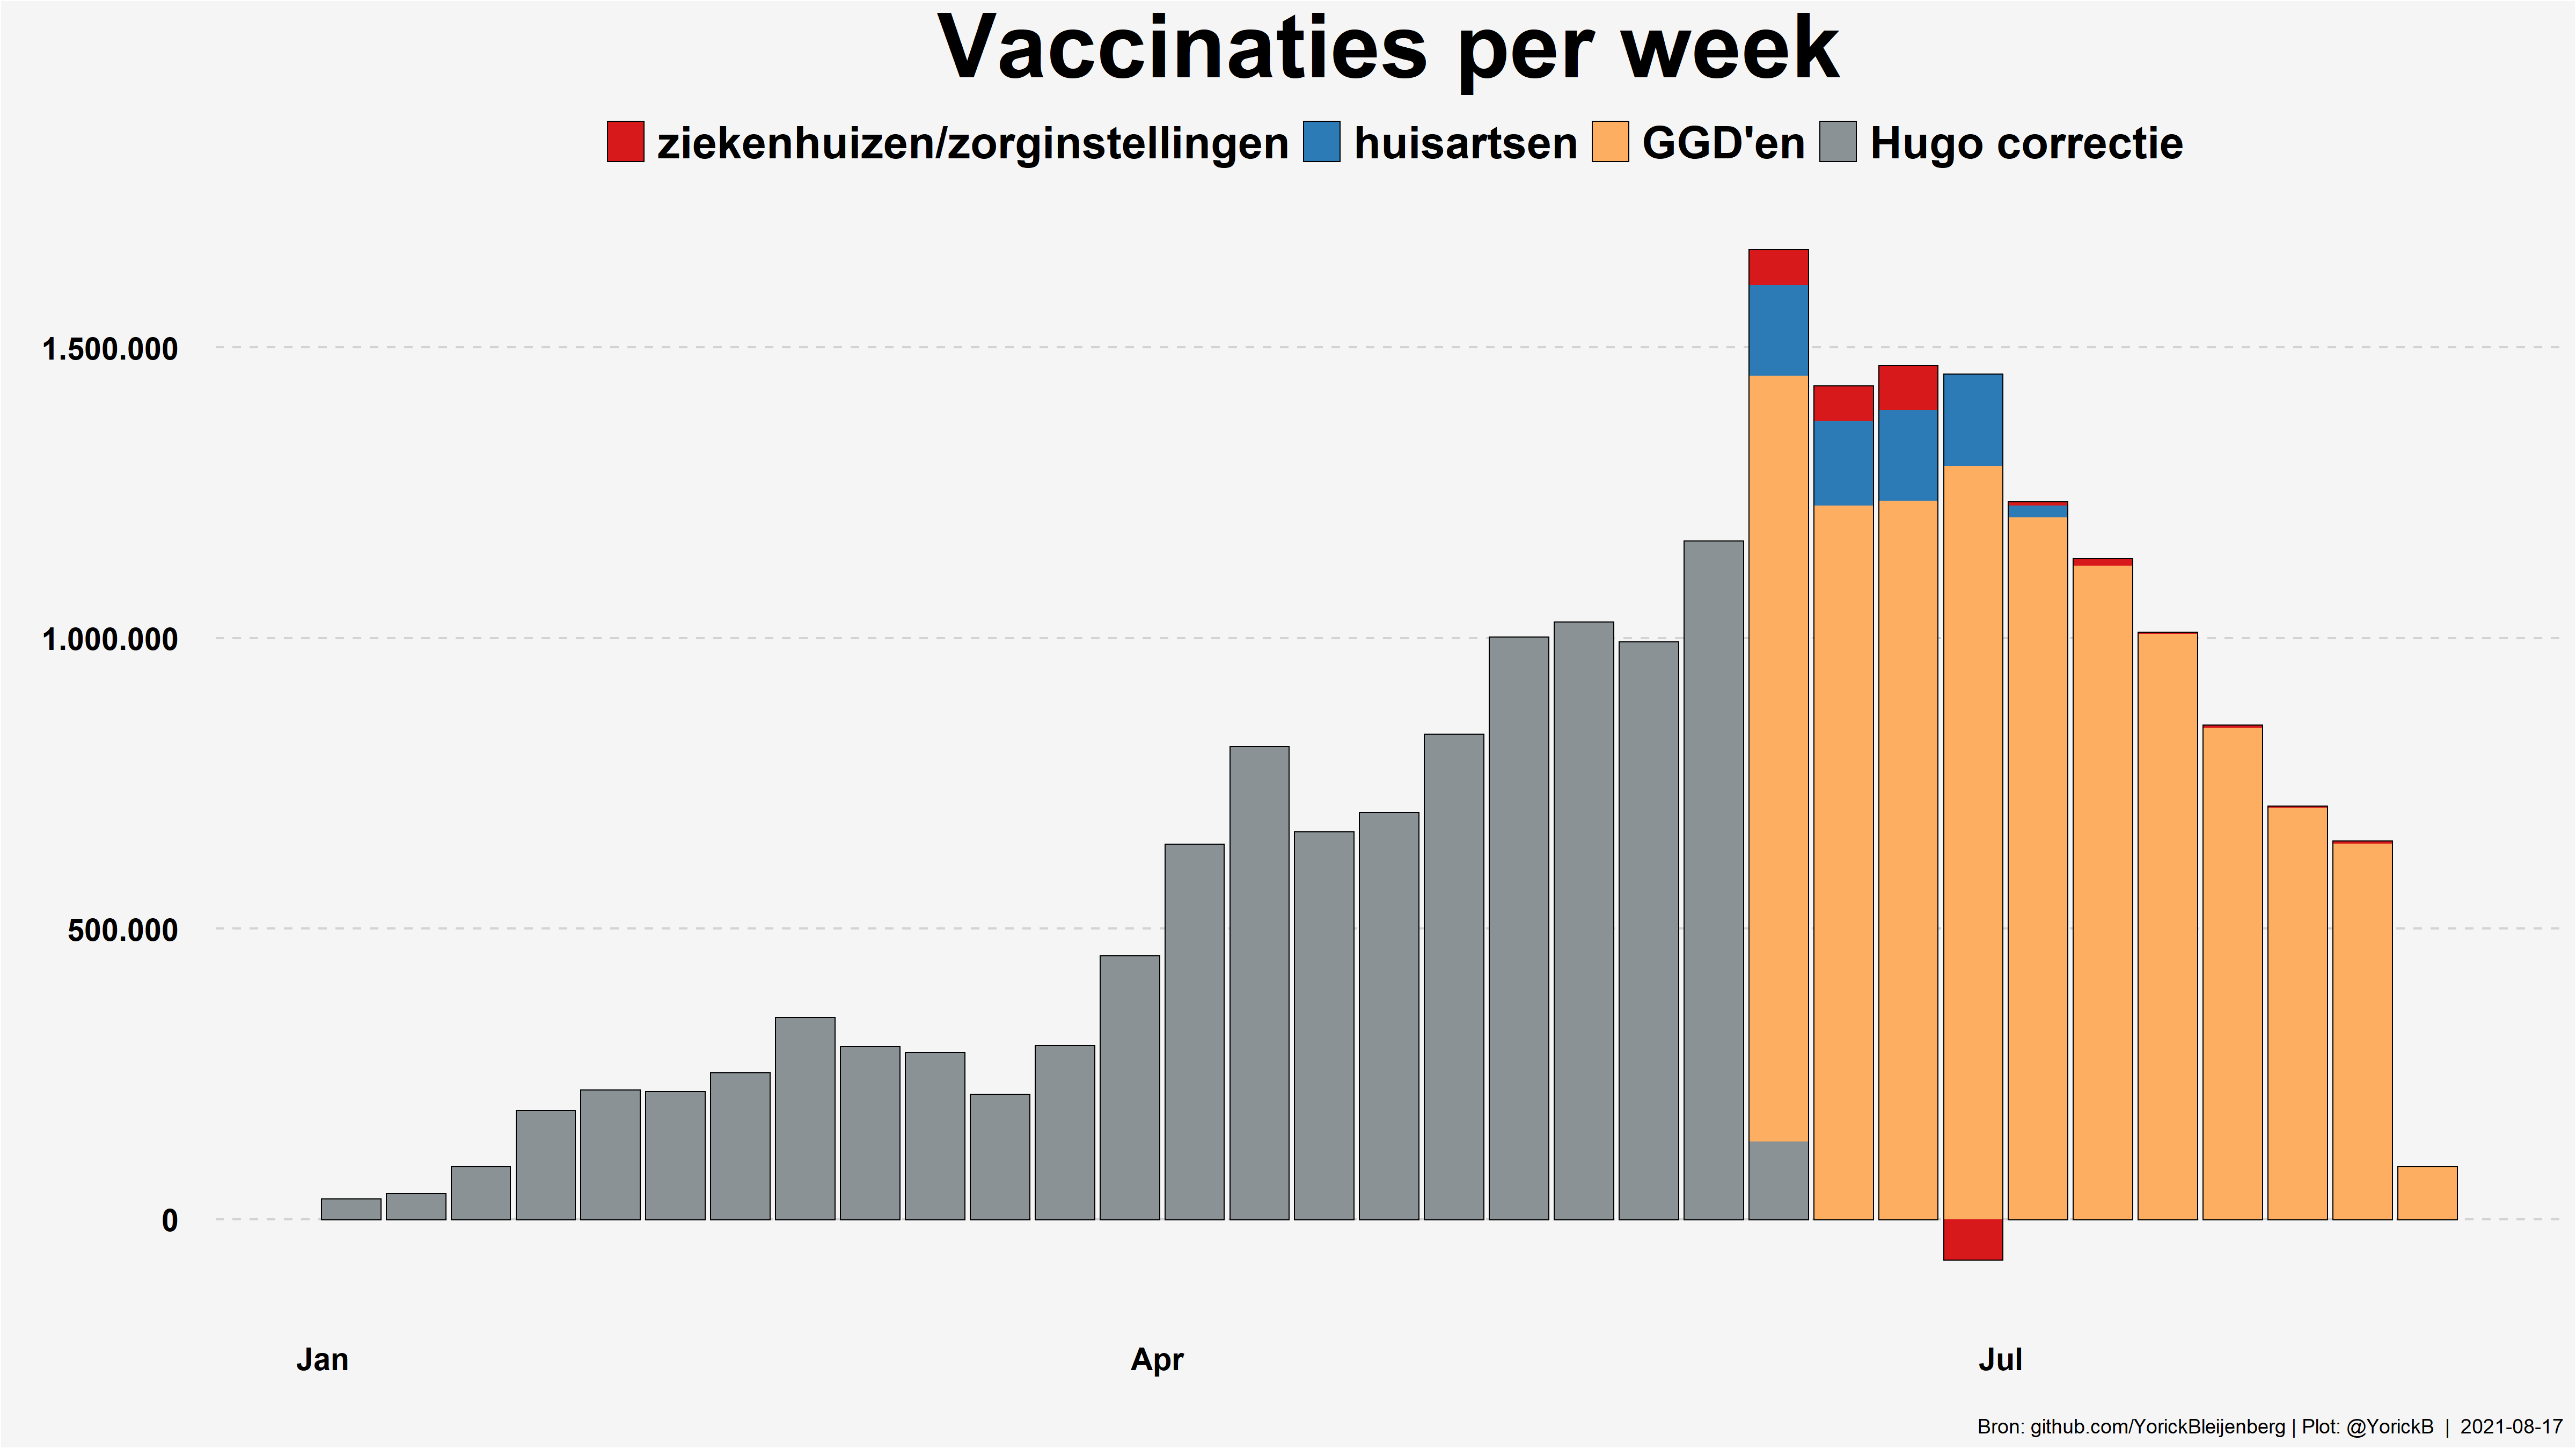 Vaccinaties per week
ziekenhuizen/zorginstellingen huisartsen GGD'en Hugo correctie
1.500.000
1.000.000
500.000
0
Jan Apr Jul
Bron: github.com/YorickBleijenberg | Plot: @YorickB | 2021-08-17